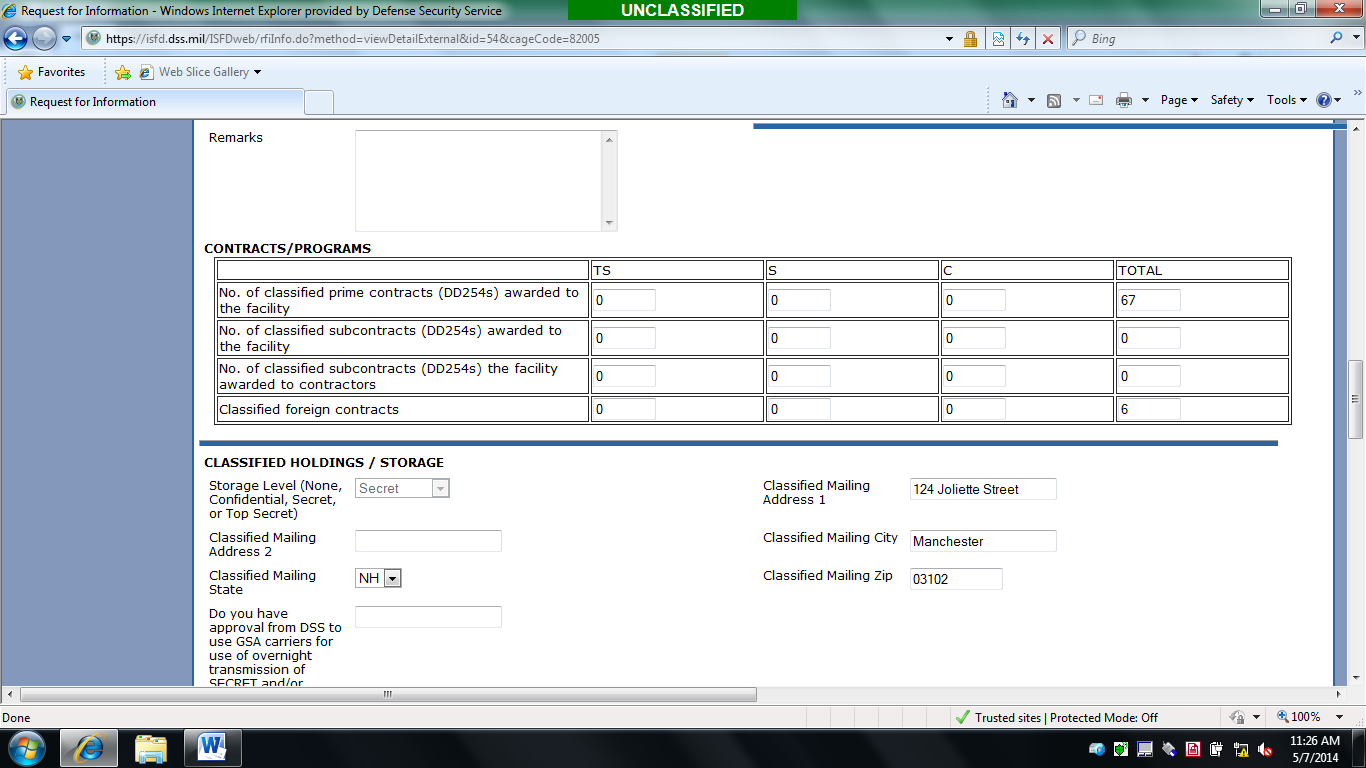 Request for Information - Windows Internet Explorer provided by Defense Security Service
UNCLASSIFIED
https://isfd.dss.mil/ISFDweb/rfiInfo.do?method=viewDetailExternal&id=54&cageCode=82005
Bing
Favorites
Web Slice Gallery
Request for Information
Page Safety Tools
Remarks
CONTRACTS/PROGRAMS
TS S C TOTAL
No. of classified prime contracts (DD254s) awarded to
the facility
0 0 0 67
No. of classified subcontracts (DD254s) awarded to
the facility
0 0 0 0
No. of classified subcontracts (DD254s) the facility
awarded to contractors
0 0 0 0
Classified foreign contracts 0 0 0 6
CLASSIFIED HOLDINGS / STORAGE
Storage Level (None,
Confidential, Secret,
or Top Secret)
Secret
Classified Mailing
Address 1
124 Joliette Street
Classified Mailing
Address 2
Classified Mailing City
Manchester
Classified Mailing
State
NH
Classified Mailing Zip
03102
Do you have
approval from DSS to
use GSA carriers for
use of overnight
transmission of
SECRET and/or
Done
Trusted sites | Protected Mode: Off
100%
11:26 AM
5/7/2014